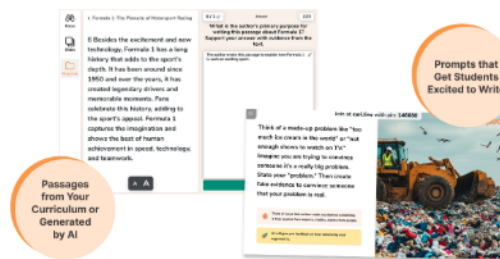 Formula 1: The Pinnacle of Motorsport Racing
6 Besides the excitement and new
technology, Formula 1 has a long
history that adds to the sport's
depth. It has been around since
1950 and over the years, it has
created legendary drivers and
memorable moments. Fans
celebrate this history, adding to
the sport's appeal. Formula 1
captures the imagination and
shows the best of human
achievement in speed, technology,
and teamwork.
A A
What is the author's primary purpose for
writing this passage about Formula 1?
Support your answer with evidence from the
text.
Prompts that
Get Students
Excited to Write
Think of a made-up problem like "too
much ice cream in the world" or "not
enough shows to watch on TV."
Imagine you are trying to convince
someone it's a really big problem.
State your "problem." Then create
fake evidence to convince someone
that your problem is real.
Passages
from Your
Curriculum or
Generated
by AI